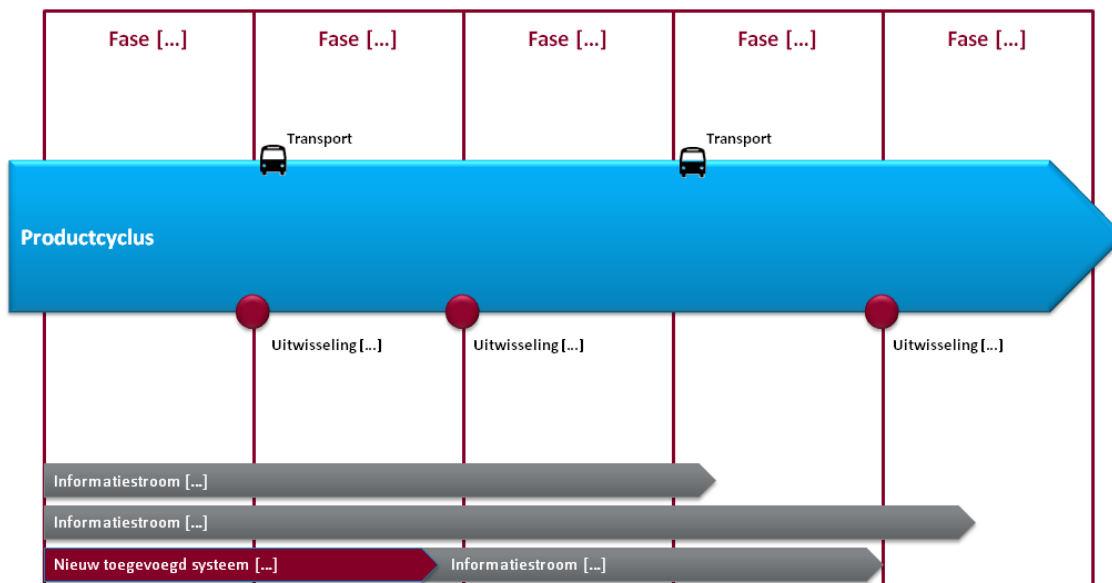 Fase [...]
Fase [...]
Fase [...]
Fase [...]
Fase [...]
Transport
Transport
Productcyclus
Uitwisseling [...]
Uitwisseling [...]
Uitwisseling [...]
Informatiestroom [...]
Informatiestroom [...]
Nieuw toegevoegd systeem [...]
Informatiestroom [...]